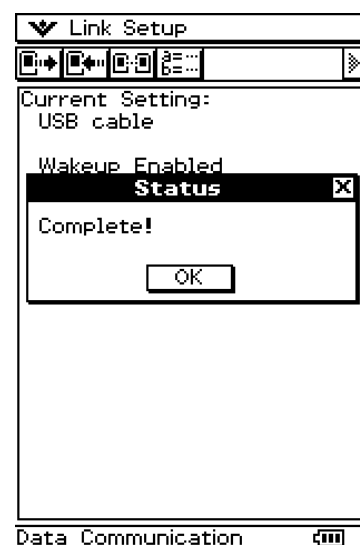 Link Setup
Current Setting:
USB cable
Wakeup Enabled
Status
Complete!
OK
Data Communication